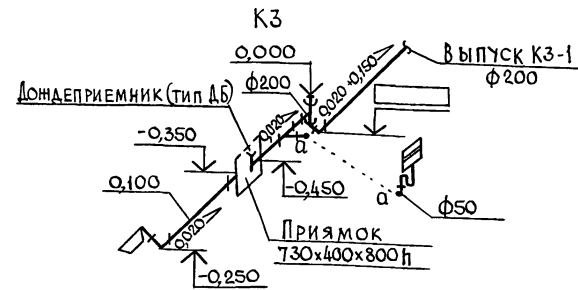 К3
0,000
ВЫПУСК К3-1
ф200
ДОЖДЕПРИЕМНИК (ТИП ДБ)
ф200
0,020÷0,150
0,020
-0,350
а
-0,450
0,100
а
ф50
0,020
ПРИЯМОК
730х400х800h
-0,250